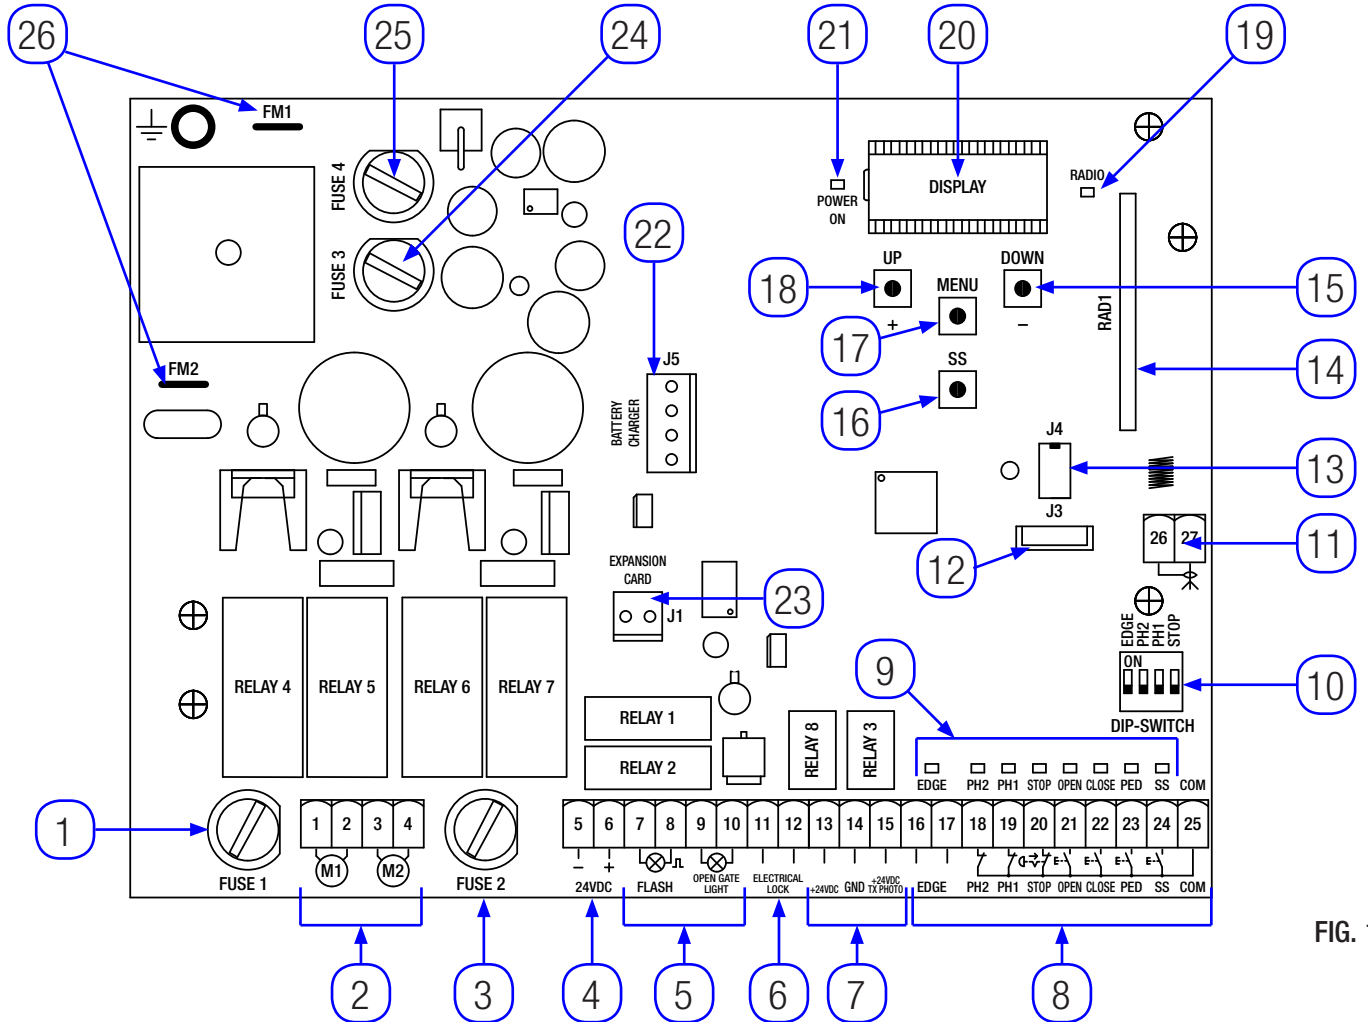 26
25
24
21
20
19
FM1
FUSE 4
DISPLAY
RADIO
POWER
ON
22
FUSE 3
UP
DOWN
18
MENU
15
+
−
RAD1
17
FM2
J5
SS
14
16
BATTERY
CHARGER
J4
13
J3
26 27
11
12
EXPANSION
CARD
23
J1
EDGE
PH2
PH1
STOP
ON
10
DIP-SWITCH
9
RELAY 4 RELAY 5 RELAY 6 RELAY 7
RELAY 1
RELAY 2
RELAY 8
RELAY 3
EDGE PH2 PH1 STOP OPEN CLOSE PED SS COM
1
1 2 3 4
5 6 7 8 9 10 11 12 13 14 15 16 17 18 19 20 21 22 23 24 25
M1 M2
− +
FUSE 1
FUSE 2
24VDC
FLASH
OPEN GATE
LIGHT
ELECTRICAL
LOCK
+24VDC
GND
+24VDC
TX PHOTO
EDGE PH2 PH1 STOP OPEN CLOSE PED SS COM
FIG.
2 3 4 5 6 7 8